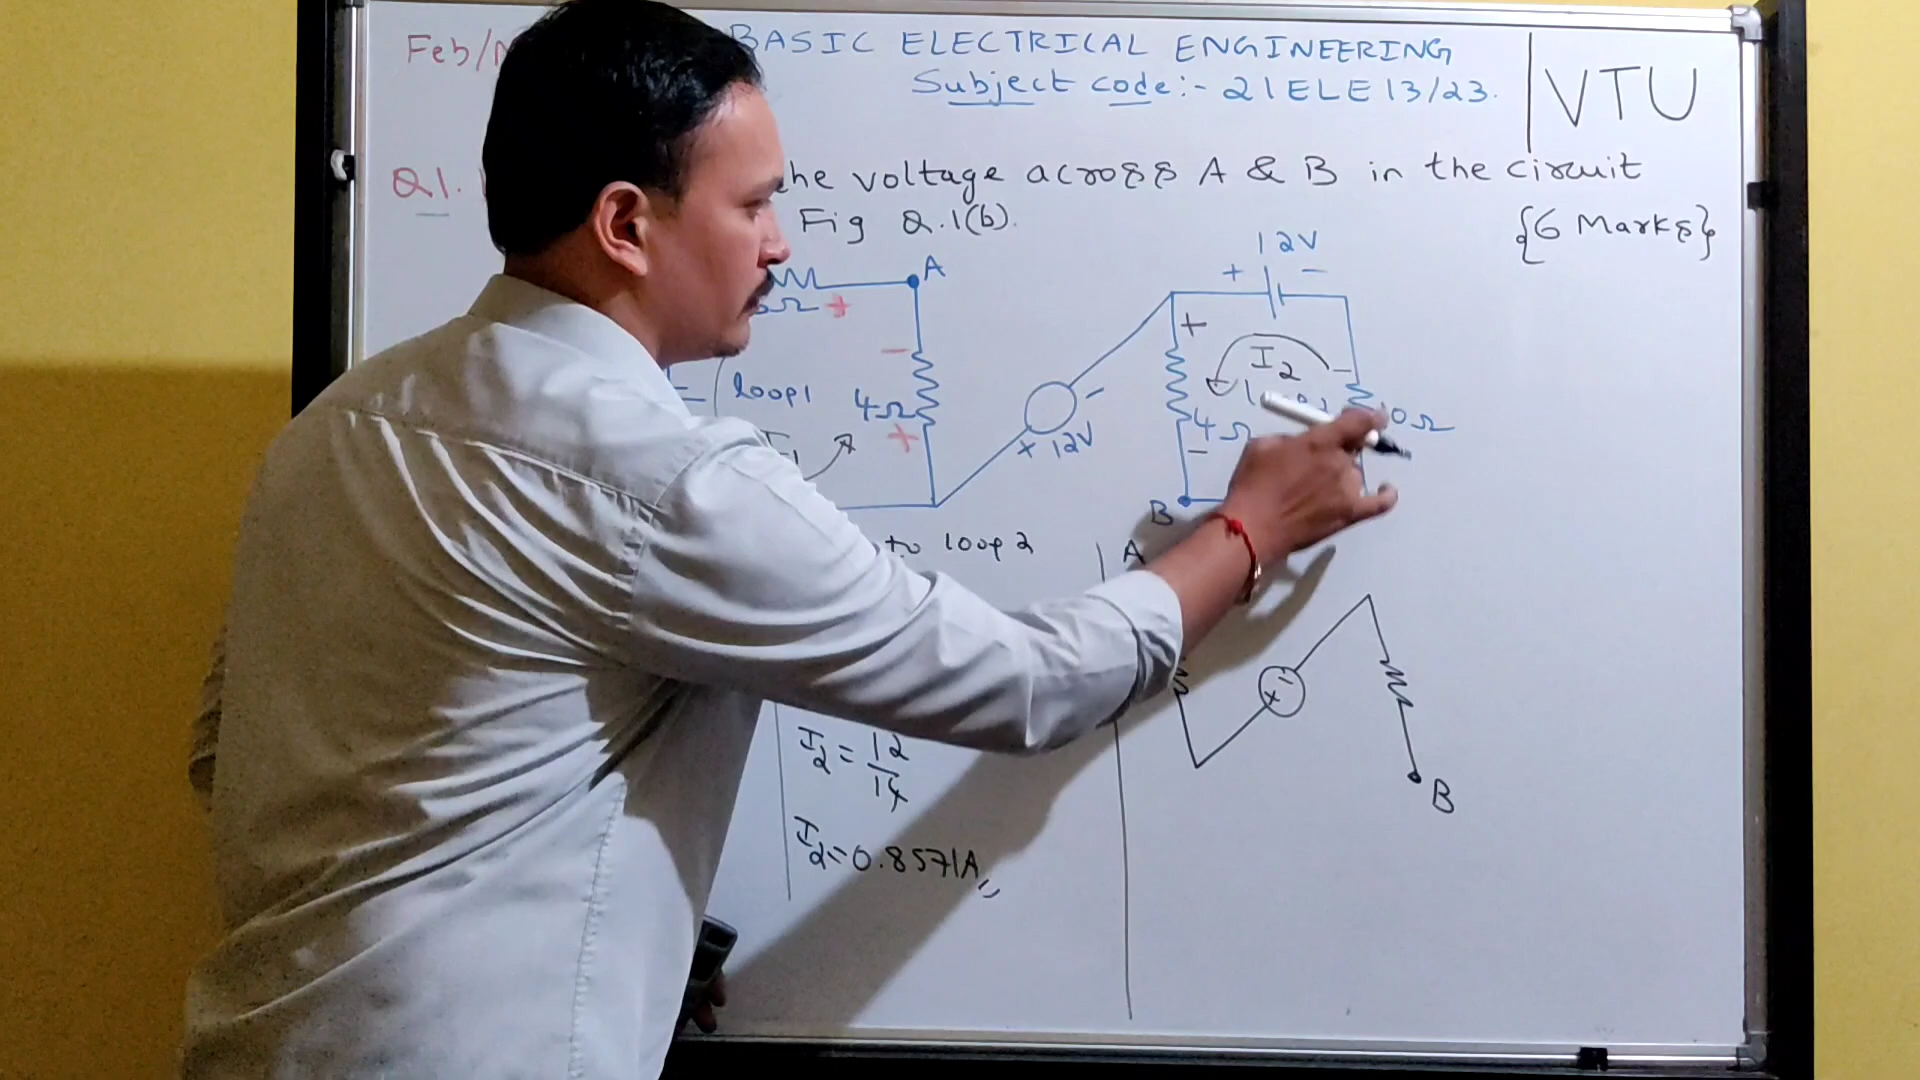 Feb/
BASIC ELECTRICAL ENGINEERING
Subject code:- 21ELE13/23.
VTU
Q1.
the voltage across A & B in the circuit
Fig Q.1(b).
{6 Marks}
A
Ω +
-
loop1
4Ω
+
+ 12V -
12V
+ -
+
I2
-
4Ω
-
10Ω
B
to loop 2
A
+ -
B
I2 = 12/14
I2 = 0.8571A